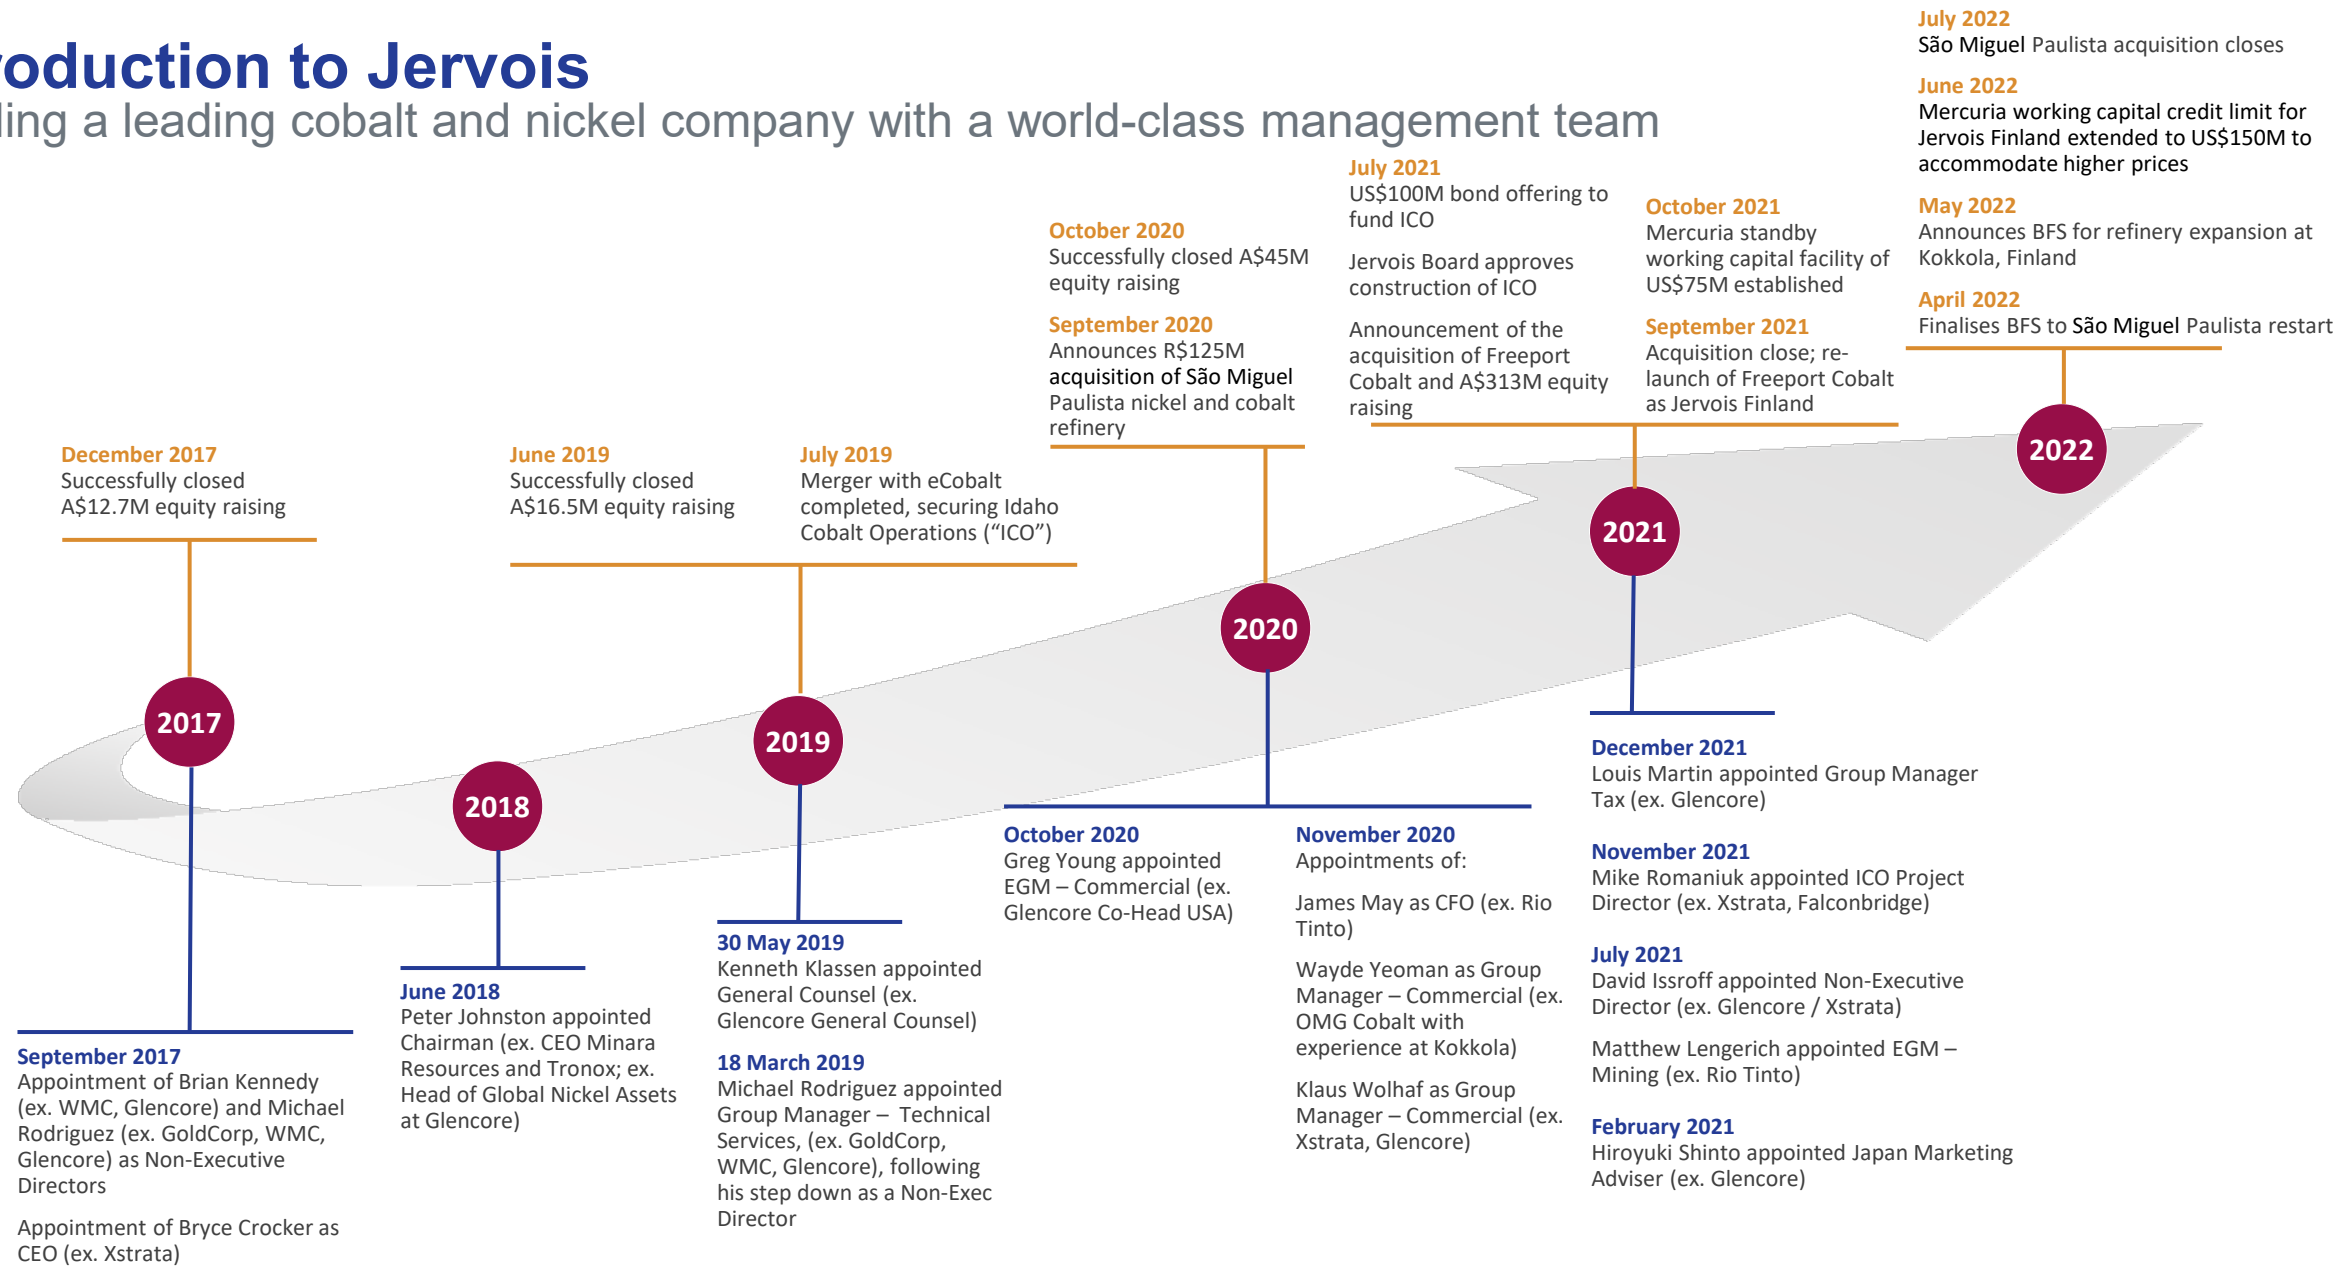 roduction to Jervois
ling a leading cobalt and nickel company with a world-class management team
December 2017
Successfully closed
A$12.7M equity raising
June 2019
Successfully closed
A$16.5M equity raising
July 2019
Merger with eCobalt
completed, securing Idaho
Cobalt Operations (“ICO”)
October 2020
Successfully closed A$45M
equity raising
September 2020
Announces R$125M
acquisition of São Miguel
Paulista nickel and cobalt
refinery
July 2021
US$100M bond offering to
fund ICO
Jervois Board approves
construction of ICO
Announcement of the
acquisition of Freeport
Cobalt and A$313M equity
raising
October 2021
Mercuria standby
working capital facility of
US$75M established
September 2021
Acquisition close; re-
launch of Freeport Cobalt
as Jervois Finland
July 2022
São Miguel Paulista acquisition closes
June 2022
Mercuria working capital credit limit for
Jervois Finland extended to US$150M to
accommodate higher prices
May 2022
Announces BFS for refinery expansion at
Kokkola, Finland
April 2022
Finalises BFS to São Miguel Paulista restart
2017
2018
2019
2020
2021
2022
September 2017
Appointment of Brian Kennedy
(ex. WMC, Glencore) and Michael
Rodriguez (ex. GoldCorp, WMC,
Glencore) as Non-Executive
Directors
Appointment of Bryce Crocker as
CEO (ex. Xstrata)
June 2018
Peter Johnston appointed
Chairman (ex. CEO Minara
Resources and Tronox; ex.
Head of Global Nickel Assets
at Glencore)
30 May 2019
Kenneth Klassen appointed
General Counsel (ex.
Glencore General Counsel)
18 March 2019
Michael Rodriguez appointed
Group Manager – Technical
Services, (ex. GoldCorp,
WMC, Glencore), following
his step down as a Non-Exec
Director
October 2020
Greg Young appointed
EGM – Commercial (ex.
Glencore Co-Head USA)
November 2020
Appointments of:
James May as CFO (ex. Rio
Tinto)
Wayde Yeoman as Group
Manager – Commercial (ex.
OMG Cobalt with
experience at Kokkola)
Klaus Wolhaf as Group
Manager – Commercial (ex.
Xstrata, Glencore)
December 2021
Louis Martin appointed Group Manager
Tax (ex. Glencore)
November 2021
Mike Romaniuk appointed ICO Project
Director (ex. Xstrata, Falconbridge)
July 2021
David Issroff appointed Non-Executive
Director (ex. Glencore / Xstrata)
Matthew Lengerich appointed EGM –
Mining (ex. Rio Tinto)
February 2021
Hiroyuki Shinto appointed Japan Marketing
Adviser (ex. Glencore)